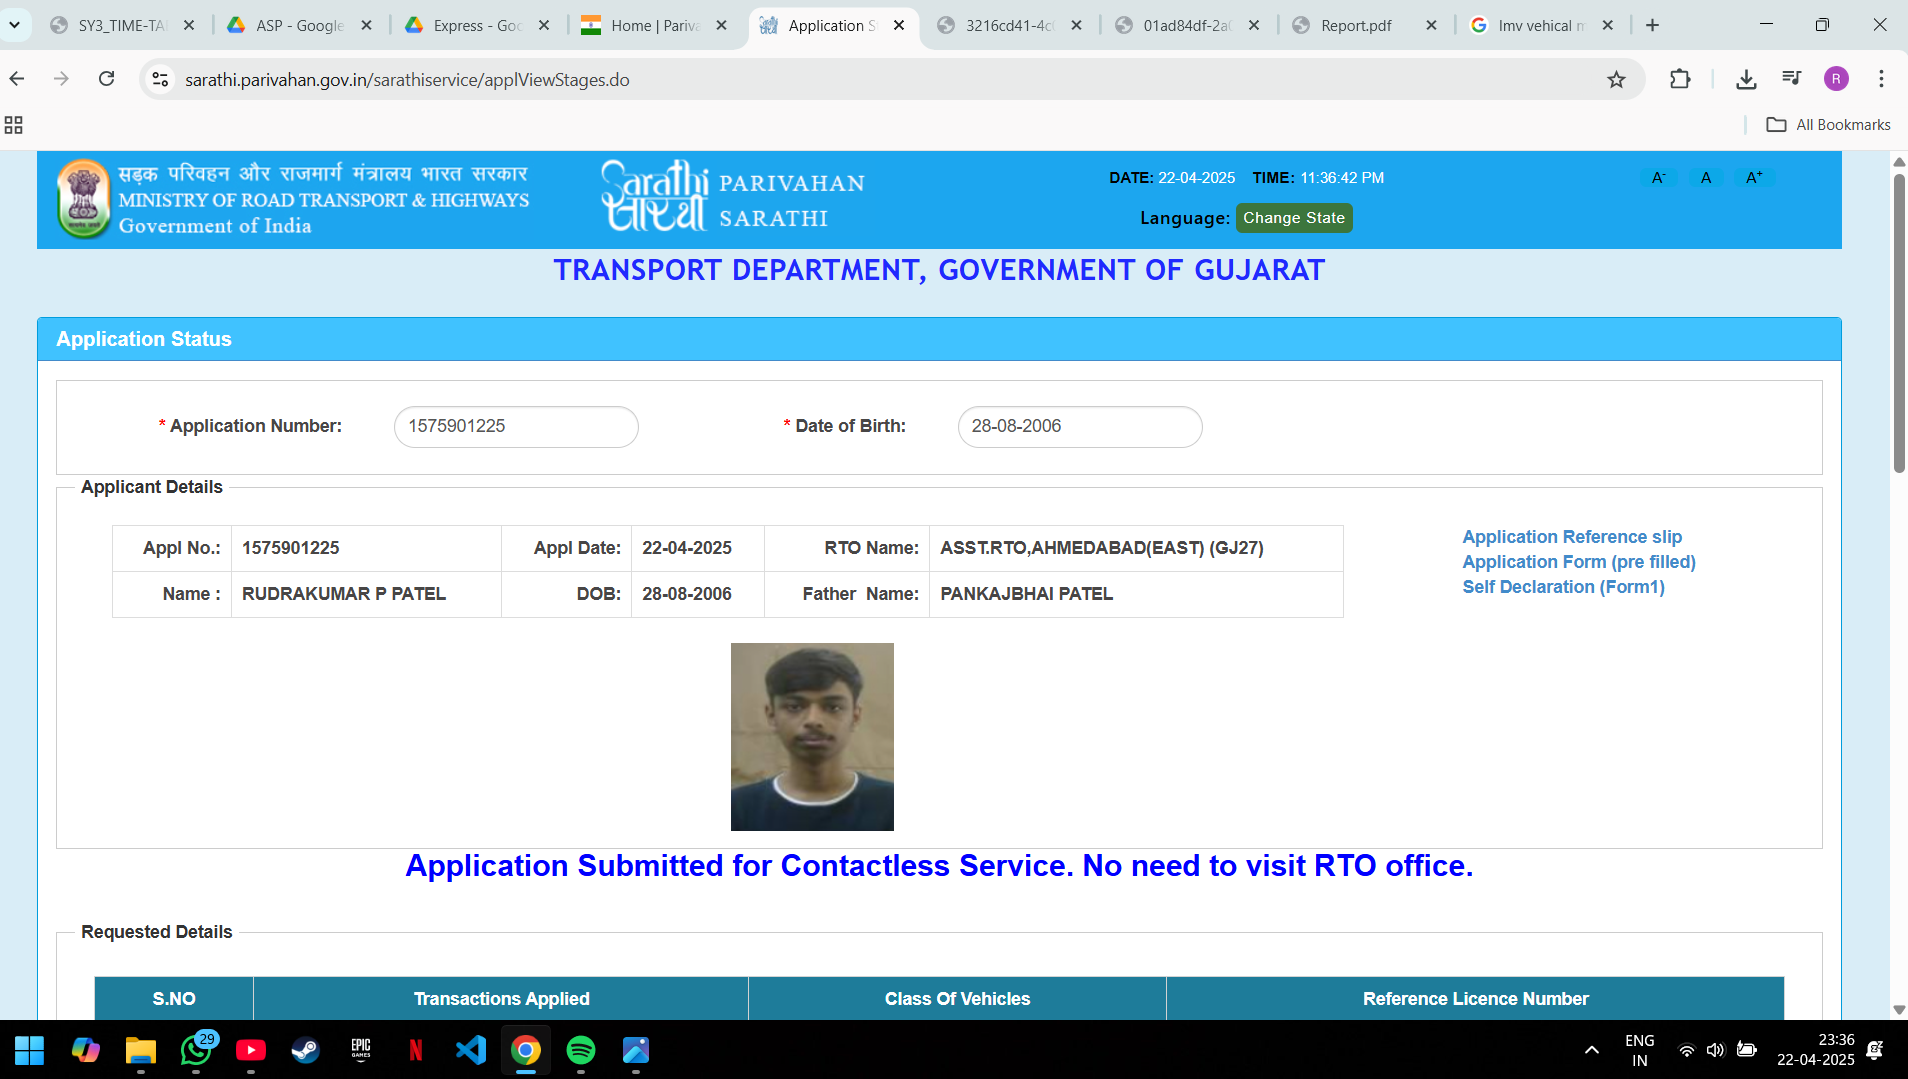 SY3_TIME-TA
ASP - Google
Express - Goo
Home | Pariva
Application S
3216cd41-4c
01ad84df-2a
Report.pdf
lmv vehical m
sarathi.parivahan.gov.in/sarathiservice/applViewStages.do
R
All Bookmarks
सड़क परिवहन और राजमार्ग मंत्रालय भारत सरकार
MINISTRY OF ROAD TRANSPORT & HIGHWAYS
Government of India
Sarathi सारथी
PARIVAHAN
SARATHI
DATE: 22-04-2025 TIME: 11:36:42 PM
Language: Change State
A- A A+
TRANSPORT DEPARTMENT, GOVERNMENT OF GUJARAT
Application Status
* Application Number: 1575901225 * Date of Birth: 28-08-2006
Applicant Details
Appl No.: 1575901225 Appl Date: 22-04-2025 RTO Name: ASST.RTO,AHMEDABAD(EAST) (GJ27)
Name : RUDRAKUMAR P PATEL DOB: 28-08-2006 Father Name: PANKAJBHAI PATEL
Application Reference slip
Application Form (pre filled)
Self Declaration (Form1)
Application Submitted for Contactless Service. No need to visit RTO office.
Requested Details
S.NO Transactions Applied Class Of Vehicles Reference Licence Number
29
EPIC
GAMES
N
ENG
IN
23:36
22-04-2025